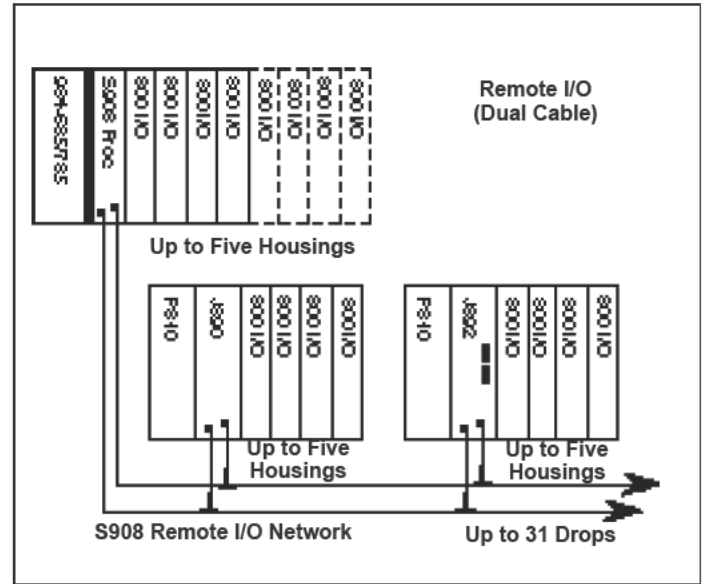 Remote I/O
(Dual Cable)
984-685/785
S908 Proc
800 I/O
800 I/O
800 I/O
800 I/O
800 I/O
800 I/O
800 I/O
800 I/O
Up to Five Housings
P840
J890
800 I/O
800 I/O
800 I/O
800 I/O
Up to Five
Housings
P840
J892
800 I/O
800 I/O
800 I/O
800 I/O
Up to Five
Housings
S908 Remote I/O Network
Up to 31 Drops